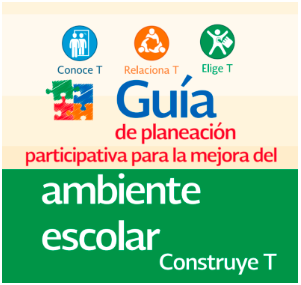 Conoce T Relaciona T Elige T
Guía
de planeación
participativa para la mejora del
ambiente
escolar
Construye T